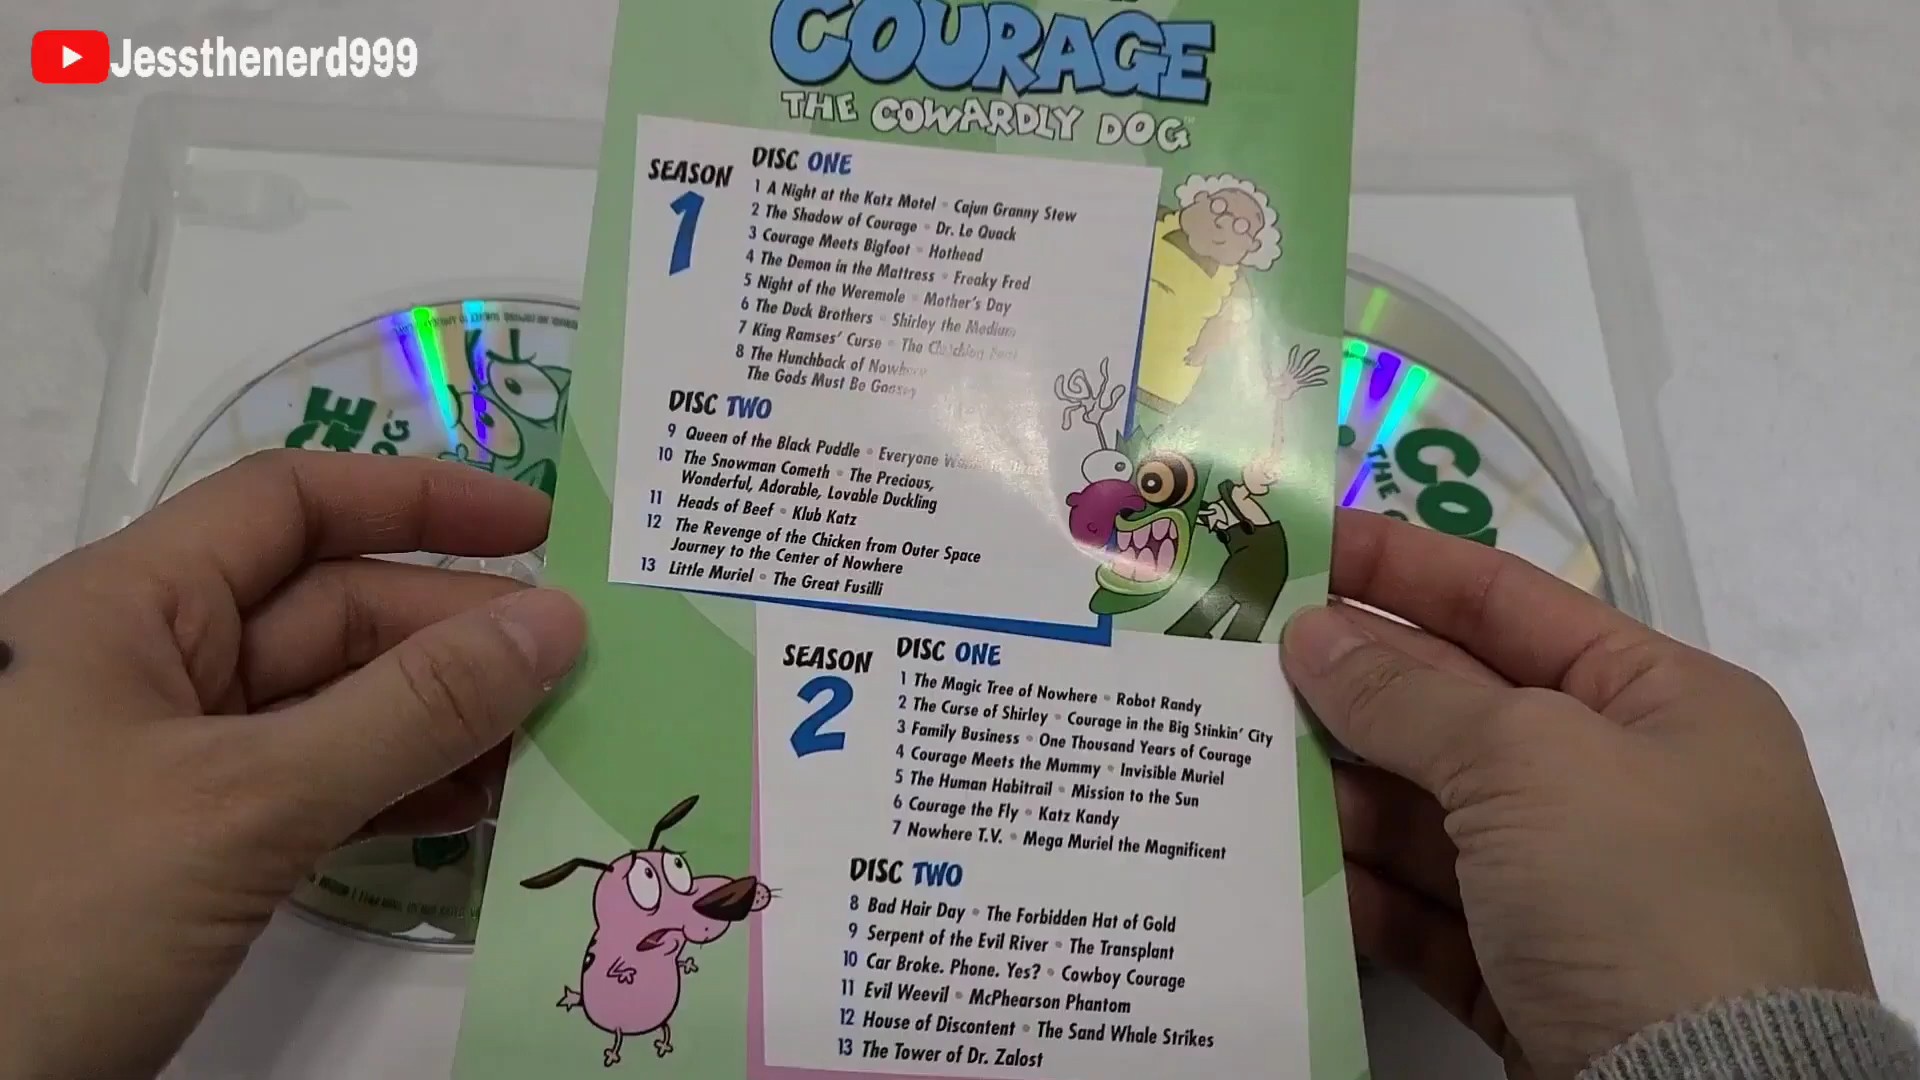 Jessthenerd999
COURAGE
THE COWARDLY DOG
SEASON
1
DISC ONE
1 A Night at the Katz Motel • Cajun Granny Stew
2 The Shadow of Courage • Dr. Le Quack
3 Courage Meets Bigfoot • Hothead
4 The Demon in the Mattress • Freaky Fred
5 Night of the Weremole • Mother's Day
6 The Duck Brothers • Shirley the Medium
7 King Ramses' Curse • The
8 The Hunchback of Nowhere
The Gods Must Be Goosey
DISC TWO
9 Queen of the Black Puddle • Everyone
10 The Snowman Cometh • The Precious,
Wonderful, Adorable, Lovable Duckling
11 Heads of Beef • Klub Katz
12 The Revenge of the Chicken from Outer Space
Journey to the Center of Nowhere
13 Little Muriel • The Great Fusilli
SEASON
2
DISC ONE
1 The Magic Tree of Nowhere • Robot Randy
2 The Curse of Shirley • Courage in the Big Stinkin' City
3 Family Business • One Thousand Years of Courage
4 Courage Meets the Mummy • Invisible Muriel
5 The Human Habitrail • Mission to the Sun
6 Courage the Fly • Katz Kandy
7 Nowhere T.V. • Mega Muriel the Magnificent
DISC TWO
8 Bad Hair Day • The Forbidden Hat of Gold
9 Serpent of the Evil River • The Transplant
10 Car Broke. Phone. Yes? • Cowboy Courage
11 Evil Weevil • McPhearson Phantom
12 House of Discontent • The Sand Whale Strikes
13 The Tower of Dr. Zalost
THE
CO